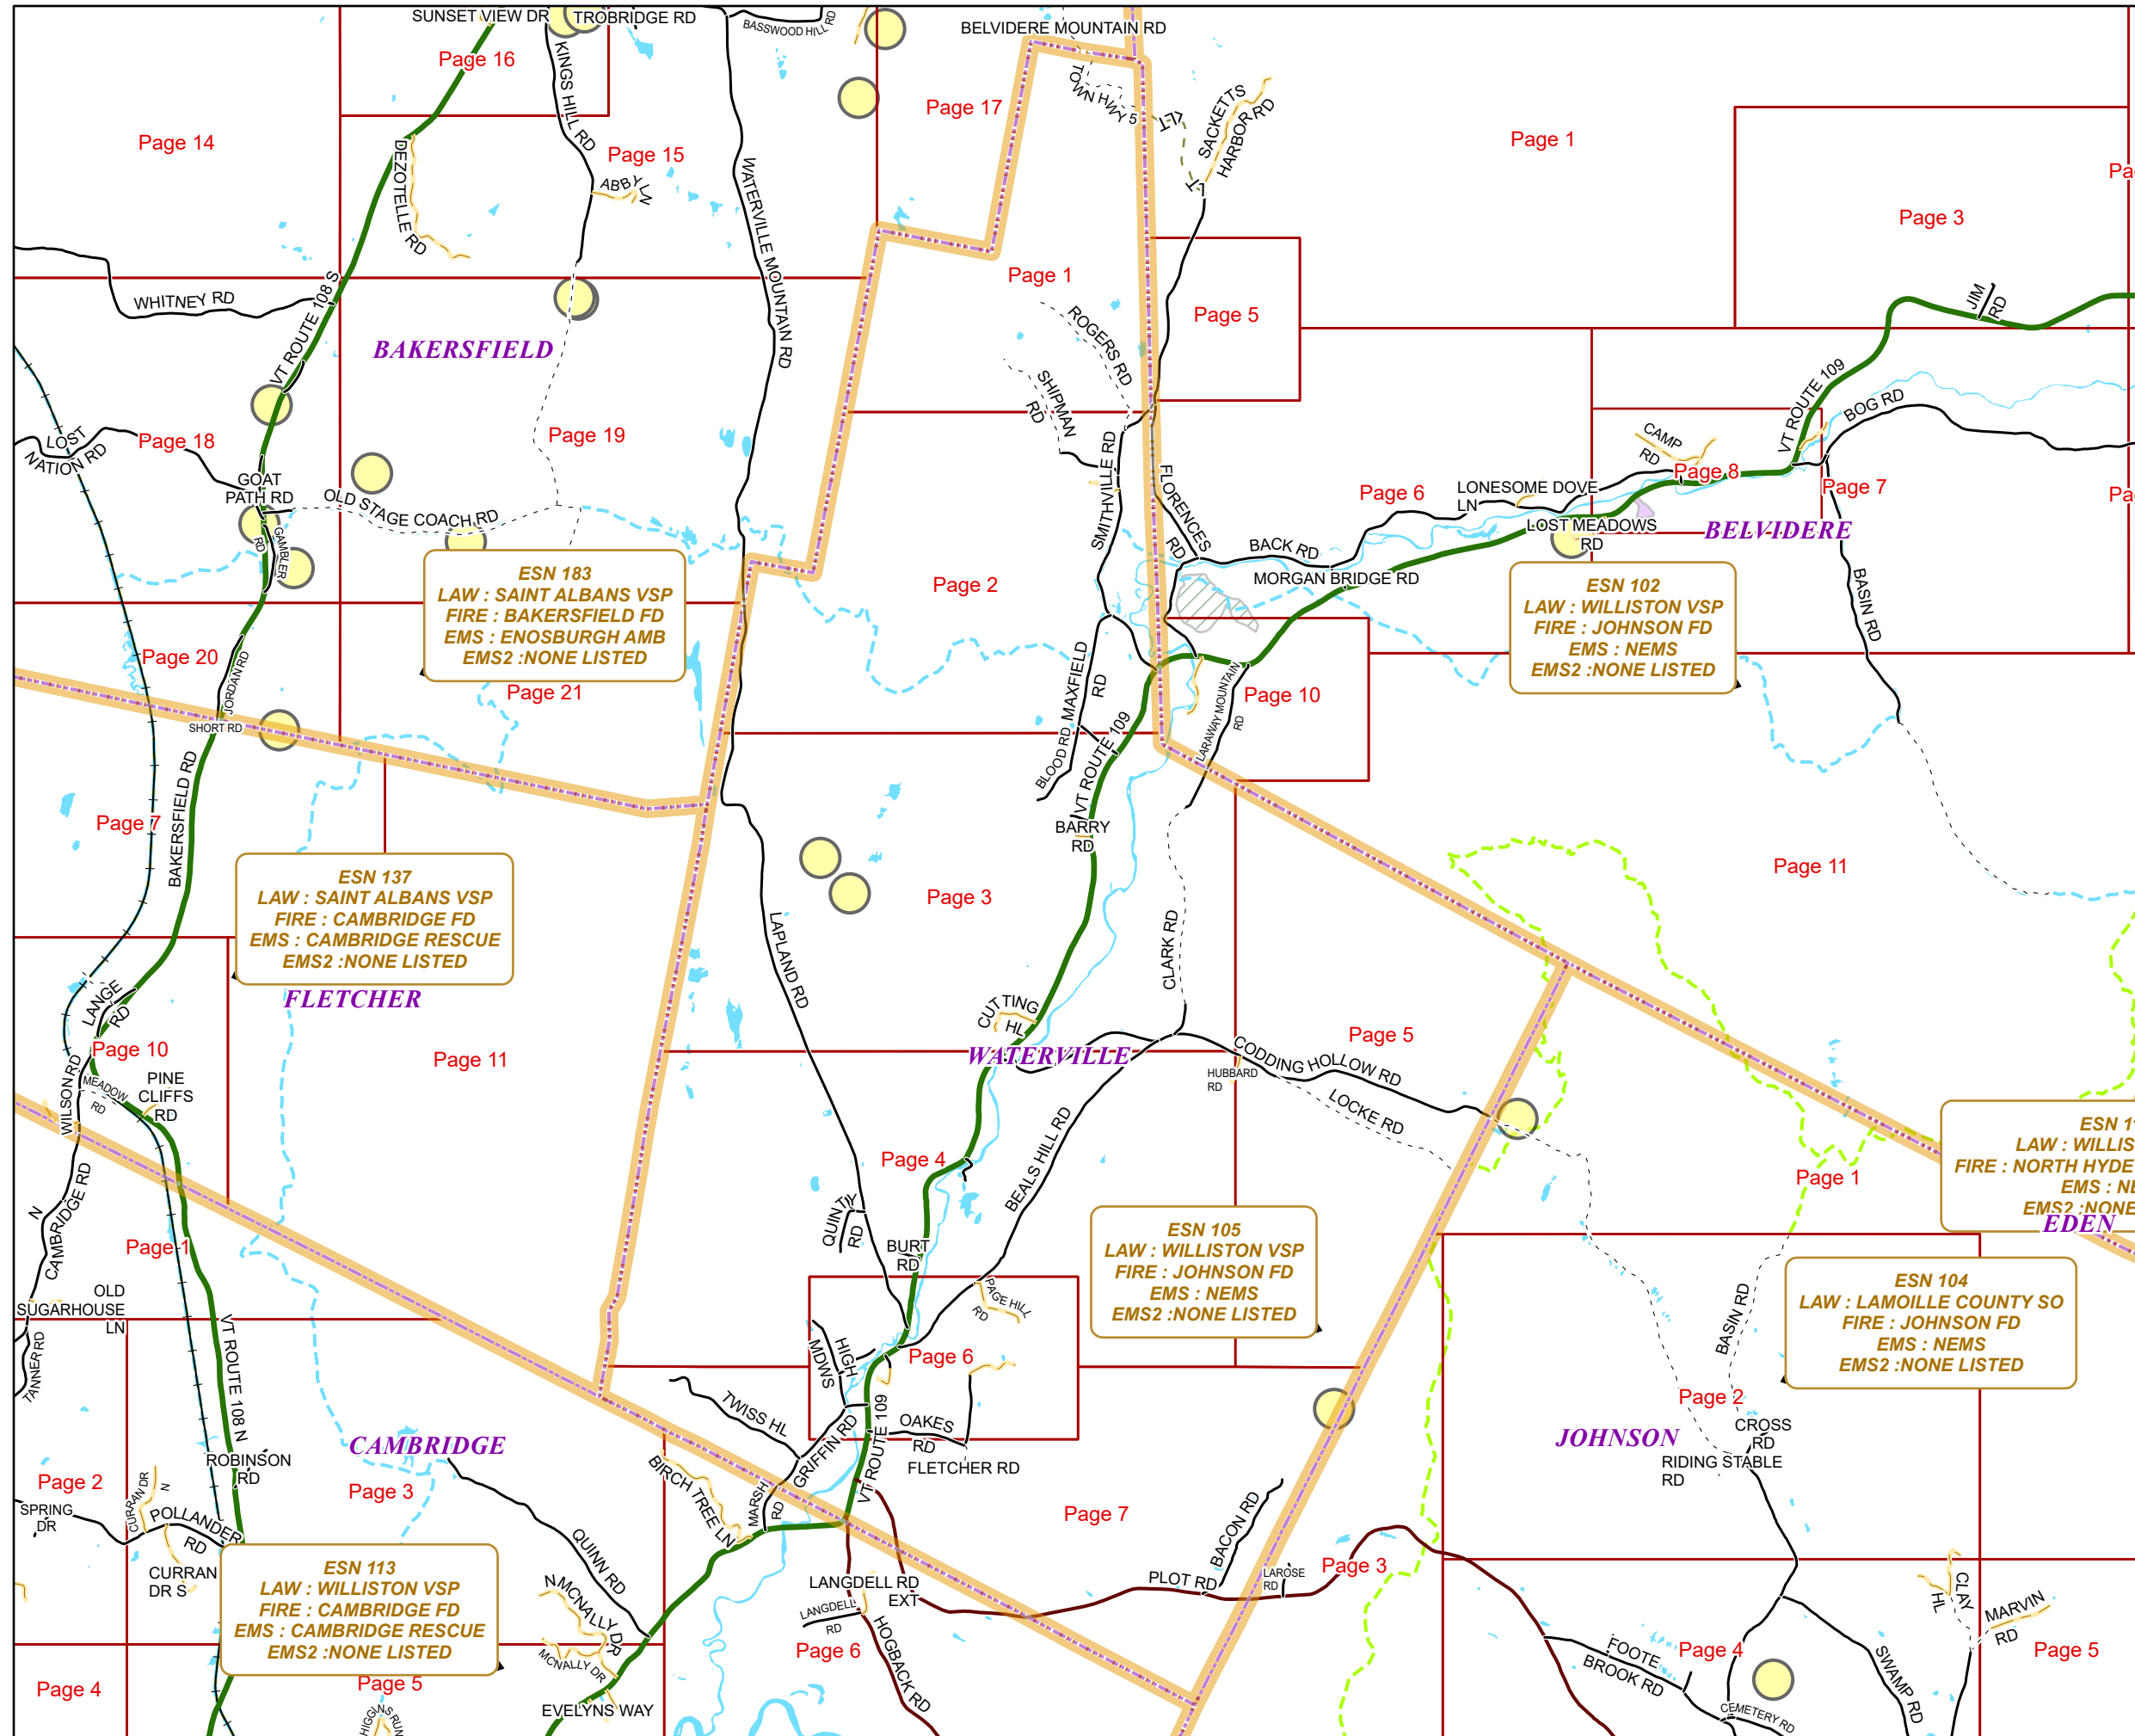 SUNSET VIEW DR
TROBRIDGE RD
BASSWOOD HILL RD
BELVIDERE MOUNTAIN RD
Page 16
KINGS HILL RD
TOWN HWY 5
LT
SACKETTS
HARBOR RD
LT
Page 17
Page 14
Page 15
Page 1
Page 3
DEZOTELLE RD
ABBY LN
WATERVILLE MOUNTAIN RD
WHITNEY RD
VT ROUTE 108 S
Page 1
Page 5
JIM
RD
BAKERSFIELD
ROGERS RD
SHIPMAN
RD
VT ROUTE 109
BOG RD
LOST
NATION RD
Page 18
Page 19
SMITHVILLE RD
FLORENCES
RD
CAMP
RD
Page 8
Page 6
Page 7
LONESOME DOVE
LN
GOAT
PATH RD
OLD STAGE COACH RD
GAMBLER
RD
LOST MEADOWS
RD
BELVIDERE
BACK RD
MORGAN BRIDGE RD
BASIN RD
ESN 183
LAW : SAINT ALBANS VSP
FIRE : BAKERSFIELD FD
EMS : ENOSBURGH AMB
EMS2 :NONE LISTED
Page 2
ESN 102
LAW : WILLISTON VSP
FIRE : JOHNSON FD
EMS : NEMS
EMS2 :NONE LISTED
Page 20
JORDAN RD
SHORT RD
Page 21
MAXFIELD
RD
BLOOD RD
VT ROUTE 109
LARAWAY MOUNTAIN
RD
Page 10
BAKERSFIELD RD
Page 7
BARRY
RD
Page 11
ESN 137
LAW : SAINT ALBANS VSP
FIRE : CAMBRIDGE FD
EMS : CAMBRIDGE RESCUE
EMS2 :NONE LISTED
Page 3
LAPLAND RD
CLARK RD
LANGE
RD
FLETCHER
CUTTING
HL
Page 10
Page 11
WATERVILLE
Page 5
CODDING HOLLOW RD
HUBBARD
RD
LOCKE RD
WILSON RD
MEADOW
RD
PINE
CLIFFS
RD
BEALS HILL RD
Page 4
Page 1
N
CAMBRIDGE RD
Page 1
QUINTY
RD
BURT
RD
ESN 105
LAW : WILLISTON VSP
FIRE : JOHNSON FD
EMS : NEMS
EMS2 :NONE LISTED
EDEN
ESN 104
LAW : LAMOILLE COUNTY SO
FIRE : JOHNSON FD
EMS : NEMS
EMS2 :NONE LISTED
OLD
SUGARHOUSE
LN
TANNER RD
VT ROUTE 108 N
PAGE HILL
RD
HIGH
MDWS
Page 6
BASIN RD
Page 2
CROSS
RD
RIDING STABLE
RD
JOHNSON
CAMBRIDGE
TWISS HL
GRIFFIN RD
VT ROUTE 109
OAKES
RD
FLETCHER RD
ROBINSON
RD
Page 2
Page 3
BIRCH TREE LN
MARSH
RD
Page 7
BACON RD
SPRING
DR
CURRAN DR
N
POLLANDER
RD
CURRAN
DR S
QUINN RD
N MCNALLY DR
MCNALLY DR
LANGDELL RD
EXT
LANGDELL
RD
HOGBACK RD
PLOT RD
LAROSE
RD
Page 3
CLAY
HL
MARVIN
RD
ESN 113
LAW : WILLISTON VSP
FIRE : CAMBRIDGE FD
EMS : CAMBRIDGE RESCUE
EMS2 :NONE LISTED
Page 6
FOOTE
BROOK RD
Page 4
SWAMP RD
Page 5
Page 4
Page 5
EVELYNS WAY
CEMETERY RD